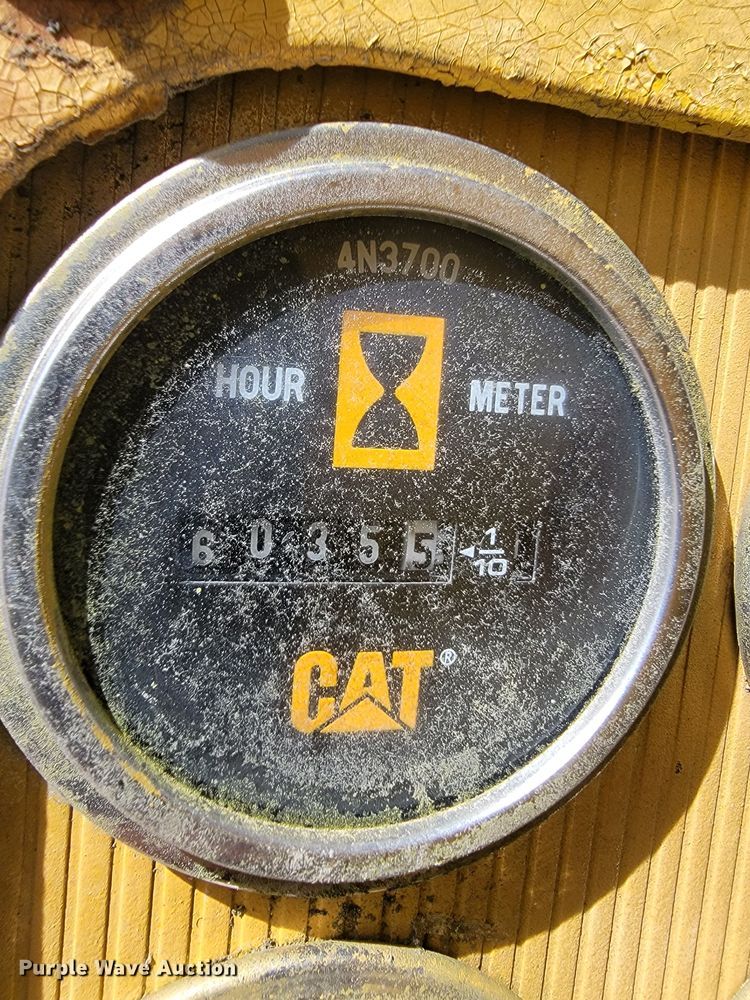 4N3700
HOUR METER
6 0 3 5 5 1/10
CAT®
Purple Wave Auction